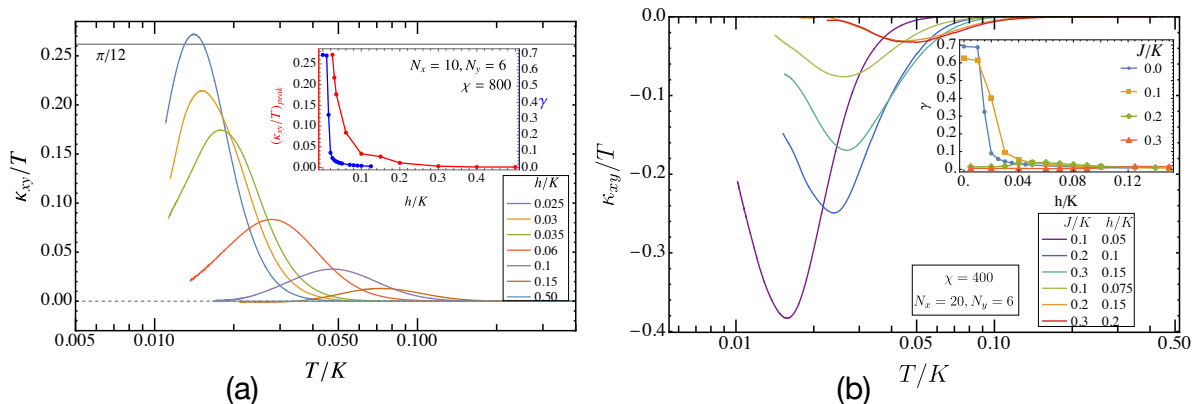 0.25
0.20
0.15
0.10
0.05
0.00
κxy/T
π/12
0.005
0.010
0.020
0.050
0.100
T/K
(a)
Nx = 10, Ny = 6
χ = 800
0.25
0.20
0.15
0.10
0.05
0.00
(κxy/T)peak
0.7
0.6
0.5
0.4
0.3
0.2
0.1
0.0
γ
0.1 0.2 0.3 0.4
h/K
h/K
0.025
0.03
0.035
0.06
0.1
0.15
0.50
0.0
−0.1
−0.2
−0.3
−0.4
κxy/T
0.01 0.05 0.10 0.50
T/K
(b)
0.7
0.6
0.5
0.4
0.3
0.2
0.1
0.0
γ
0. 0.04 0.08 0.12
h/K
J/K
0.0
0.1
0.2
0.3
χ = 400
Nx = 20, Ny = 6
J/K h/K
0.1 0.05
0.2 0.1
0.3 0.15
0.1 0.075
0.2 0.15
0.3 0.2